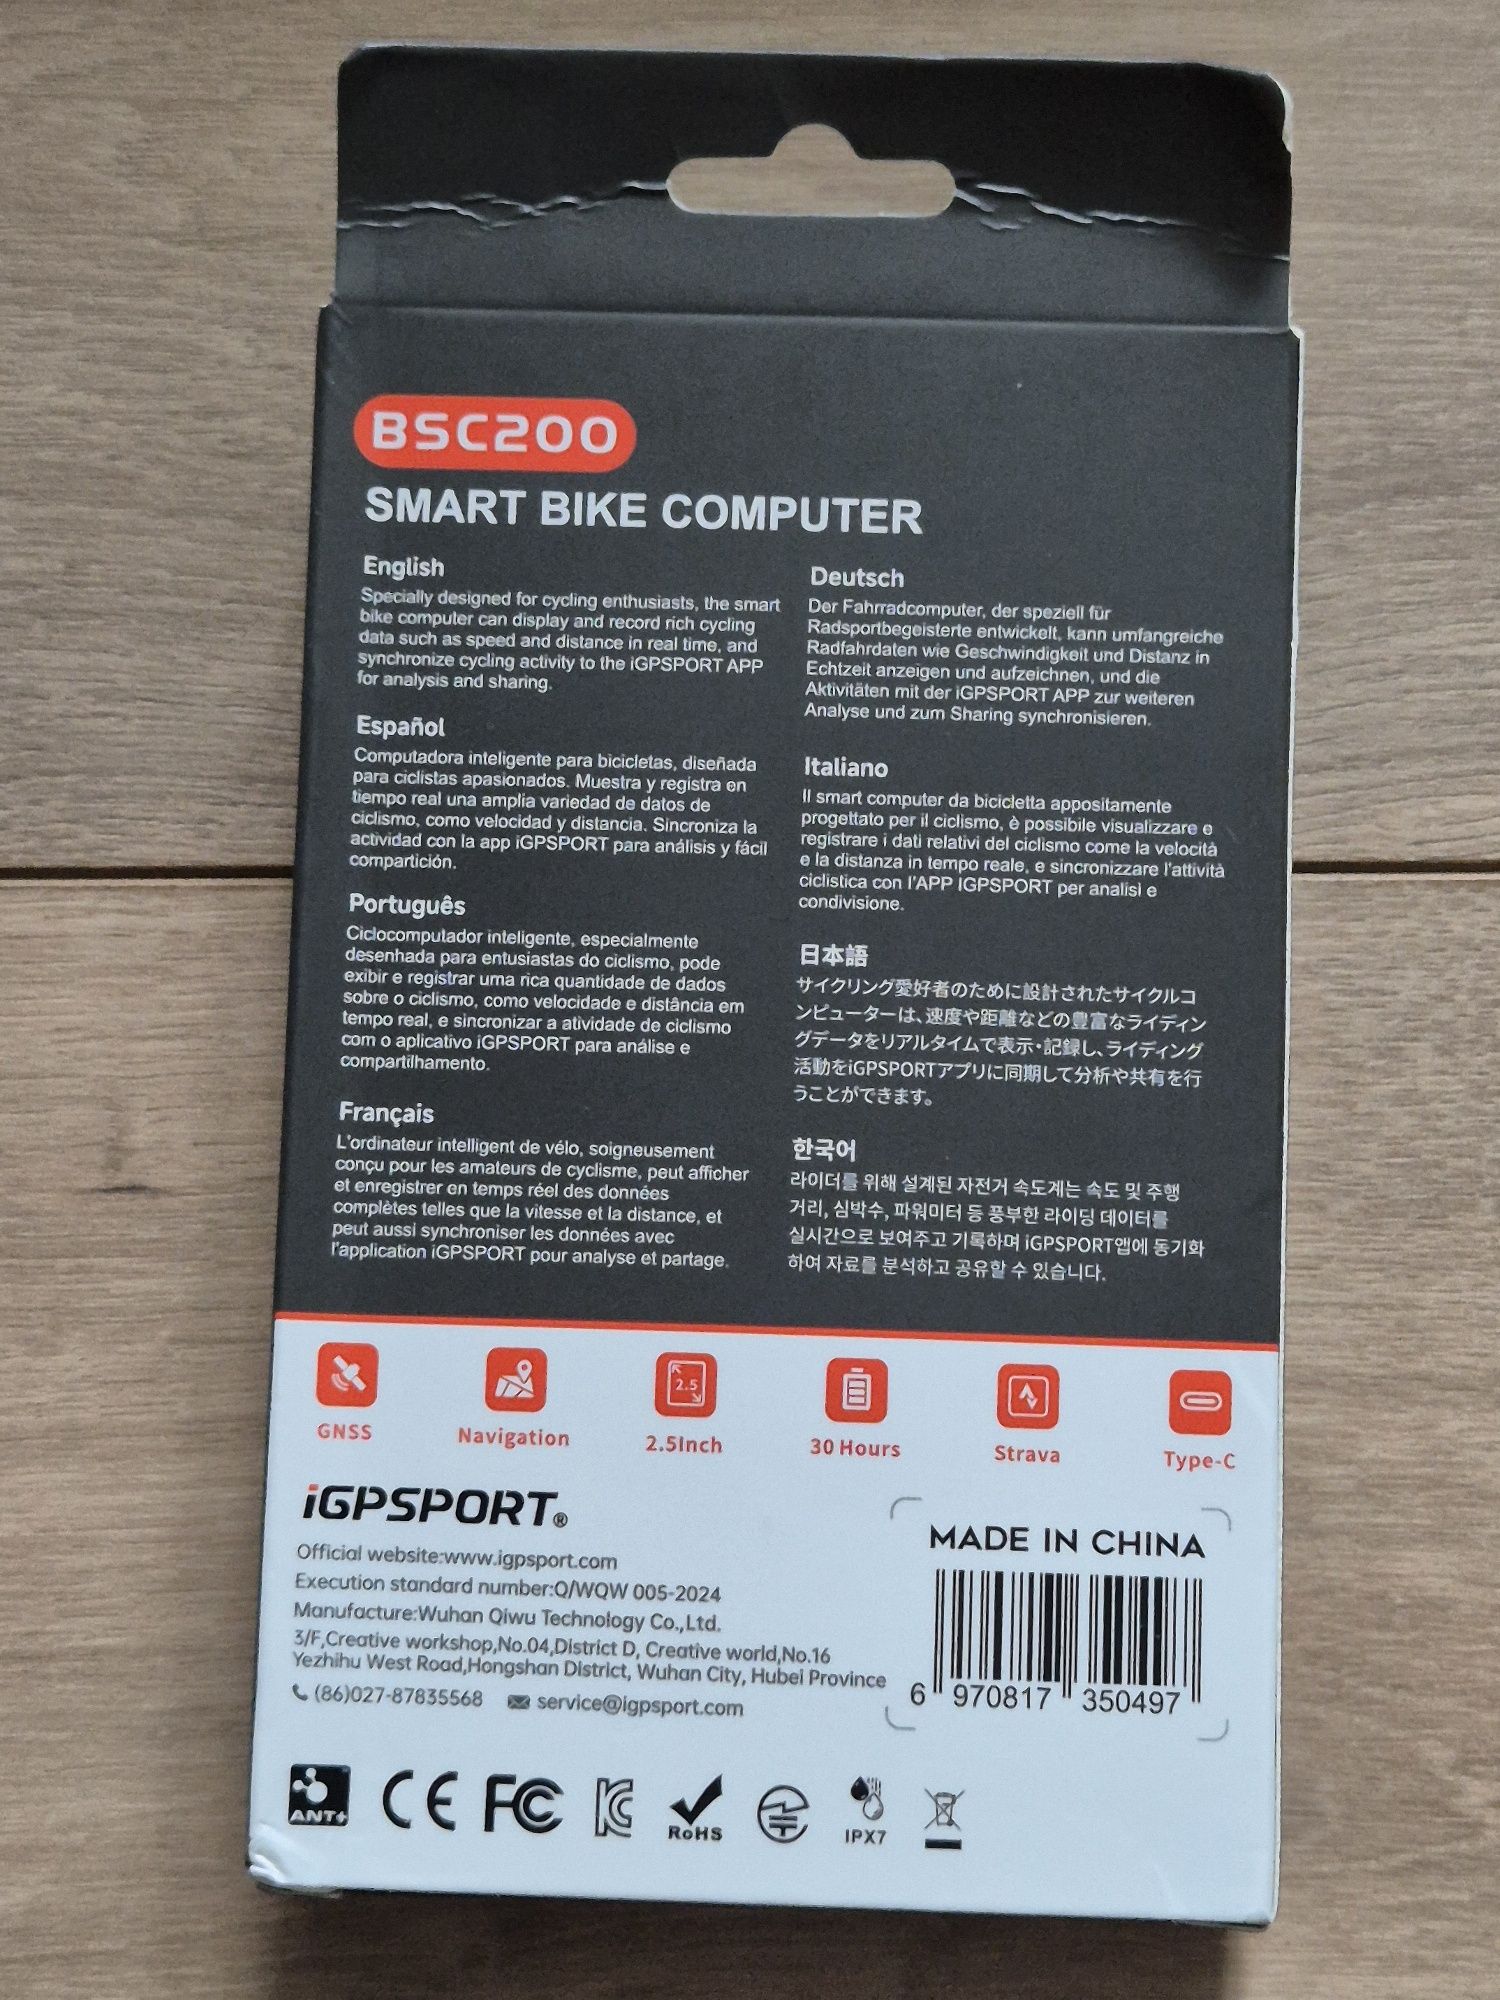 BSC200
SMART BIKE COMPUTER
English
Specially designed for cycling enthusiasts, the smart
bike computer can display and record rich cycling
data such as speed and distance in real time, and
synchronize cycling activity to the iGPSPORT APP
for analysis and sharing.
Español
Computadora inteligente para bicicletas, diseñada
para ciclistas apasionados. Muestra y registra en
tiempo real una amplia variedad de datos de
ciclismo, como velocidad y distancia. Sincroniza la
actividad con la app iGPSPORT para análisis y fácil
compartición.
Português
Ciclocomputador inteligente, especialmente
desenhada para entusiastas do ciclismo, pode
exibir e registrar uma rica quantidade de dados
sobre o ciclismo, como velocidade e distância em
tempo real, e sincronizar a atividade de ciclismo
com o aplicativo iGPSPORT para análise e
compartilhamento.
Français
L'ordinateur intelligent de vélo, soigneusement
conçu pour les amateurs de cyclisme, peut afficher
et enregistrer en temps réel des données
complètes telles que la vitesse et la distance, et
peut aussi synchroniser les données avec
l'application iGPSPORT pour analyse et partage.
Deutsch
Der Fahrradcomputer, der speziell für
Radsportbegeisterte entwickelt, kann umfangreiche
Radfahrdaten wie Geschwindigkeit und Distanz in
Echtzeit anzeigen und aufzeichnen, und die
Aktivitäten mit der iGPSPORT APP zur weiteren
Analyse und zum Sharing synchronisieren.
Italiano
Il smart computer da bicicletta appositamente
progettato per il ciclismo, è possibile visualizzare e
registrare i dati relativi del ciclismo come la velocità
e la distanza in tempo reale, e sincronizzare l'attività
ciclistica con l'APP IGPSPORT per analisi e
condivisione.
日本語
サイクリング愛好者のために設計されたサイクルコ
ンピューターは、速度や距離などの豊富なライディン
グデータをリアルタイムで表示・記録し、ライディング
活動をiGPSPORTアプリに同期して分析や共有を行
うことができます。
한국어
라이더를 위해 설계된 자전거 속도계는 속도 및 주행
거리, 심박수, 파워미터 등 풍부한 라이딩 데이터를
실시간으로 보여주고 기록하며 iGPSPORT앱에 동기화
하여 자료를 분석하고 공유할 수 있습니다.
2.5
GNSS Navigation 2.5Inch 30 Hours Strava Type-C
iGPSPORT®
Official website:www.igpsport.com
Execution standard number:Q/WQW 005-2024
Manufacture:Wuhan Qiwu Technology Co.,Ltd.
3/F,Creative workshop,No.04,District D, Creative world,No.16
Yezhihu West Road,Hongshan District, Wuhan City, Hubei Province
(86)027-87835568 service@igpsport.com
MADE IN CHINA
6 970817 350497
ANT+ CE FC KC RoHS IPX7